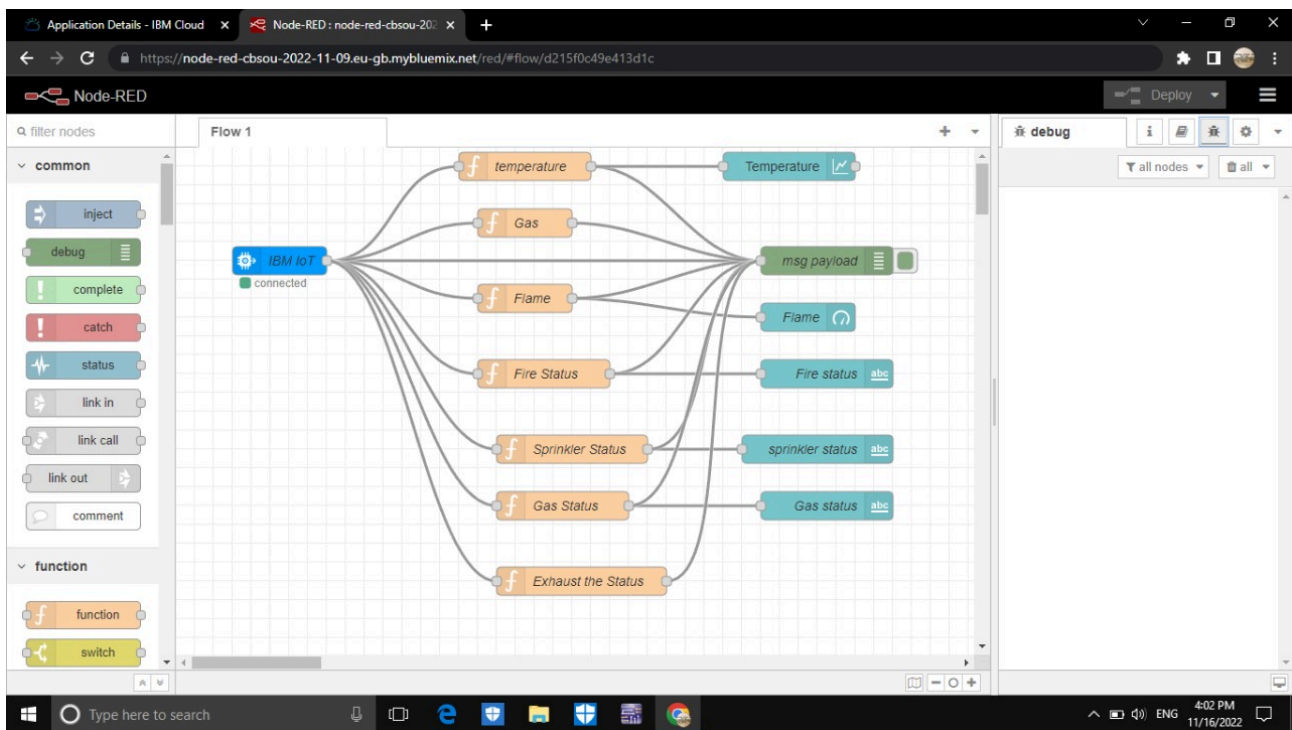 Application Details - IBM Cloud
Node-RED : node-red-cbsou-202
https://node-red-cbsou-2022-11-09.eu-gb.mybluemix.net/red/#flow/d215f0c49e413d1c
Node-RED
Deploy
filter nodes
Flow 1
debug
i
all nodes
all
common
inject
debug
complete
catch
status
link in
link call
link out
comment
function
function
switch
IBM IoT
connected
temperature
Gas
Flame
Fire Status
Sprinkler Status
Gas Status
Exhaust the Status
Temperature
msg payload
Flame
Fire status abc
sprinkler status abc
Gas status abc
Type here to search
ENG
4:02 PM
11/16/2022